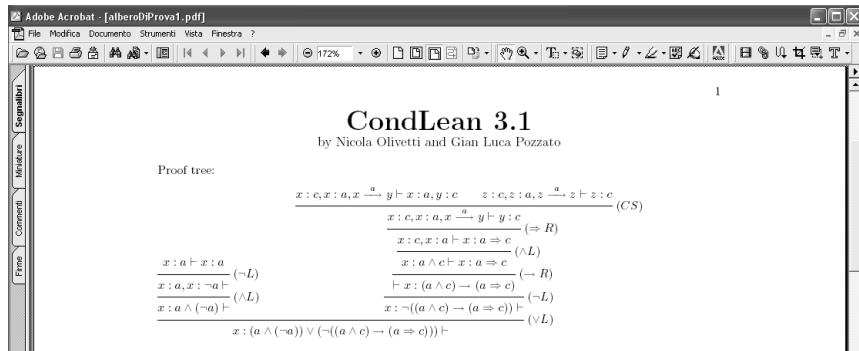 Adobe Acrobat - [alberoDiProva1.pdf]
File Modifica Documento Strumenti Vista Finestra ?
172%
Segnalibri
Miniature
Commenti
Firme
1
CondLean 3.1
by Nicola Olivetti and Gian Luca Pozzato
Proof tree:
x : c, x : a, x —a→ y ⊢ x : a, y : c z : c, z : a, z —a→ z ⊢ z : c (CS)
x : c, x : a, x —a→ y ⊢ y : c (⇒ R)
x : c, x : a ⊢ x : a ⇒ c (∧L)
x : a ⊢ x : a (¬L) x : a ∧ c ⊢ x : a ⇒ c (→ R)
x : a, x : ¬a ⊢ (∧L) ⊢ x : (a ∧ c) → (a ⇒ c) (¬L)
x : a ∧ (¬a) ⊢ x : ¬((a ∧ c) → (a ⇒ c)) ⊢ (∨L)
x : (a ∧ (¬a)) ∨ (¬((a ∧ c) → (a ⇒ c))) ⊢